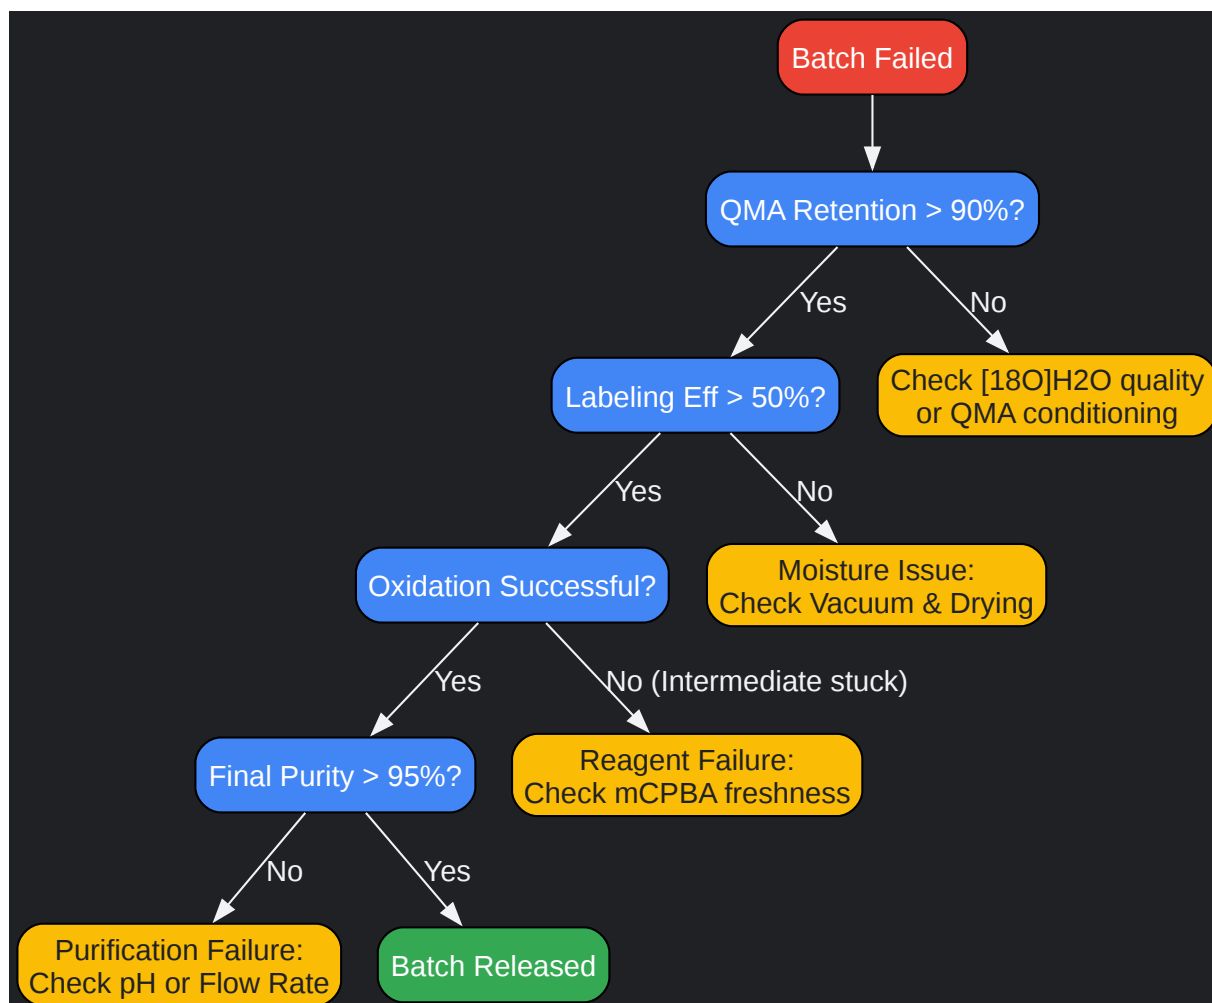 Batch Failed
QMA Retention > 90%?
Yes
No
Labeling Eff > 50%?
Check [18O]H2O quality
or QMA conditioning
Yes
No
Oxidation Successful?
Moisture Issue:
Check Vacuum & Drying
Yes
No (Intermediate stuck)
Final Purity > 95%?
Reagent Failure:
Check mCPBA freshness
No
Yes
Purification Failure:
Check pH or Flow Rate
Batch Released